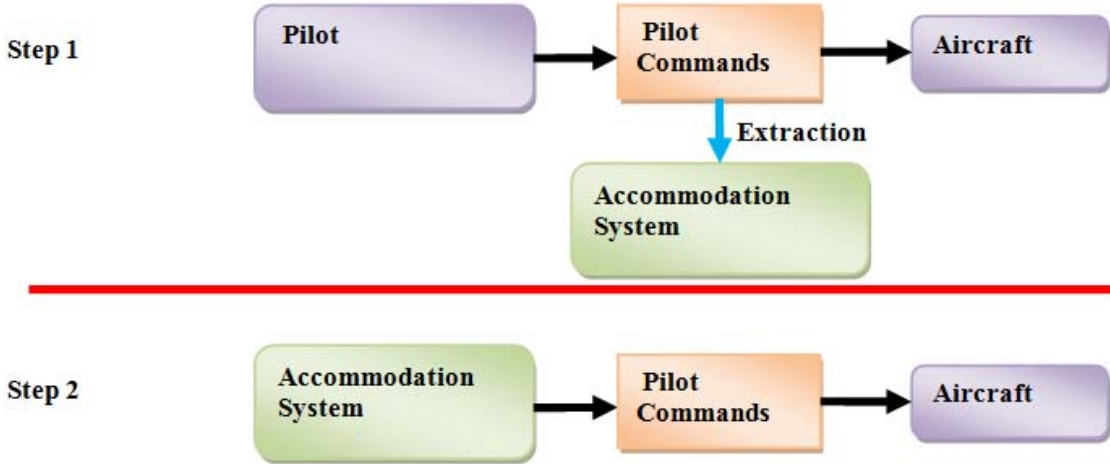 Step 1
Pilot
Pilot
Commands
Aircraft
Extraction
Accommodation
System
Step 2
Accommodation
System
Pilot
Commands
Aircraft